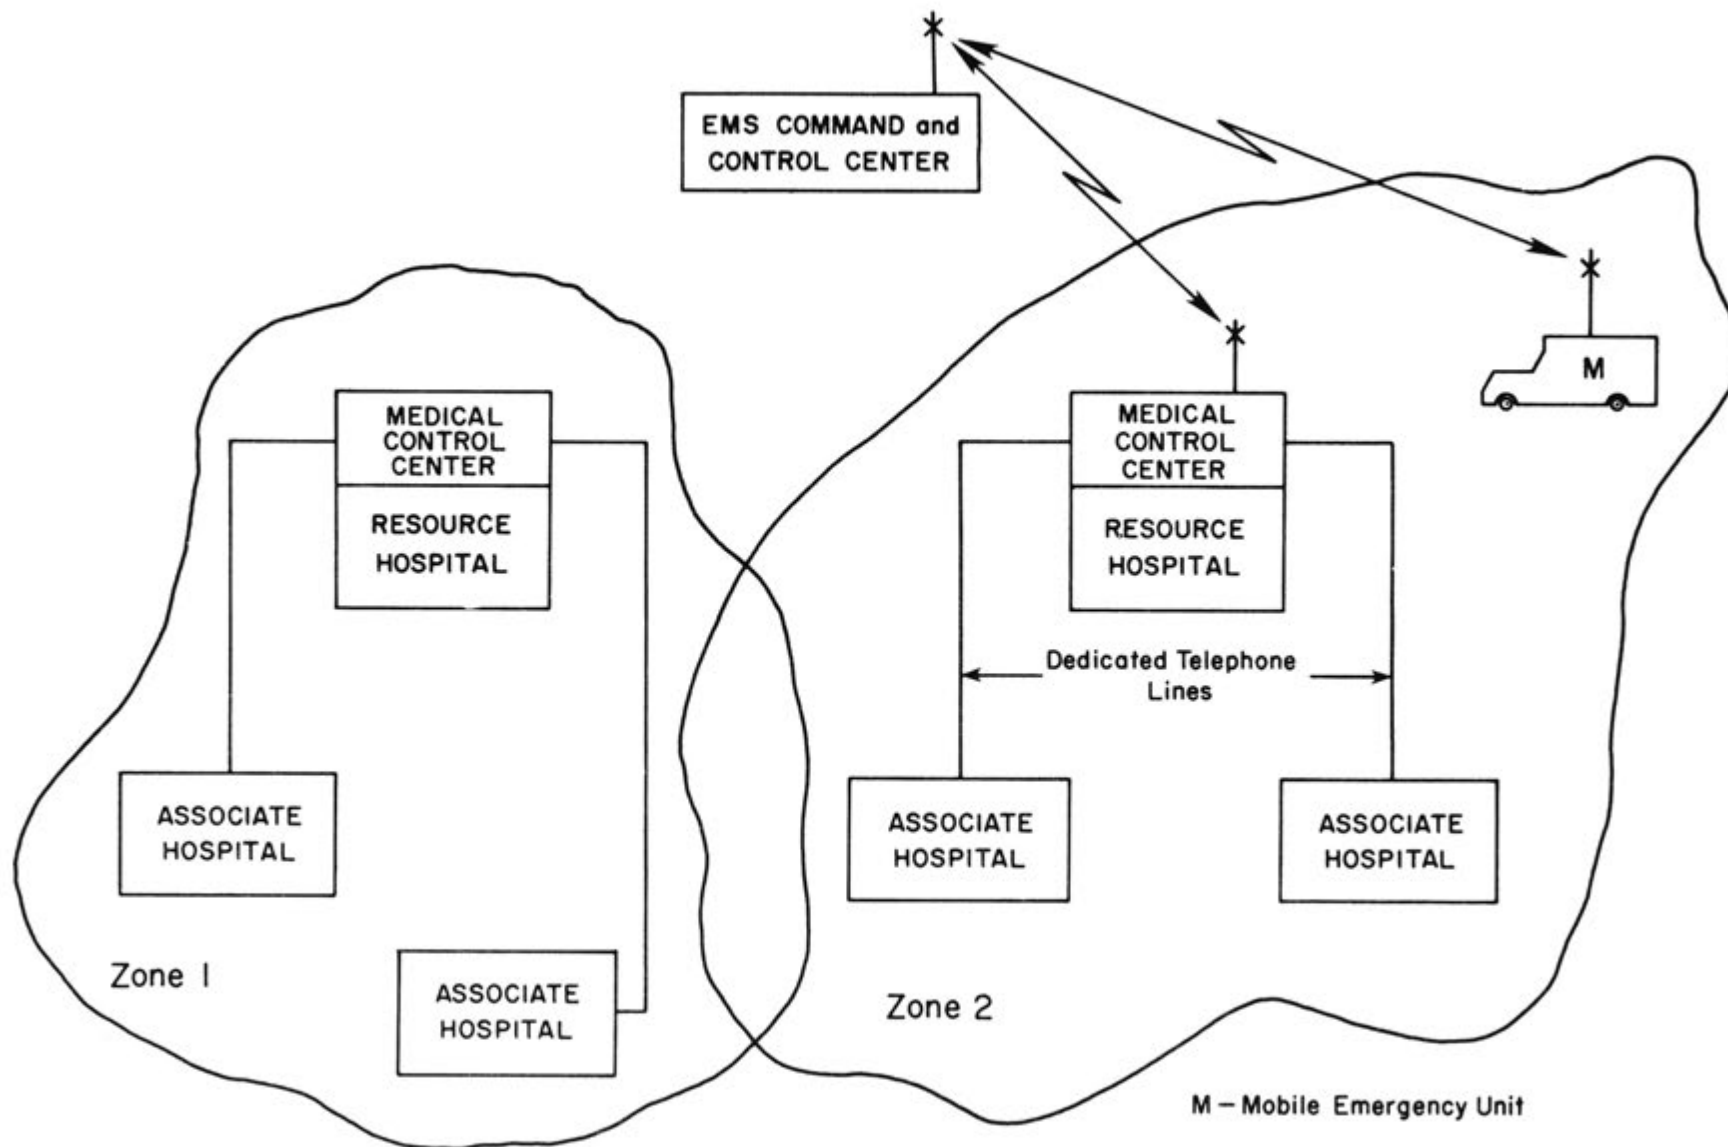 EMS COMMAND and
CONTROL CENTER
MEDICAL
CONTROL
CENTER
RESOURCE
HOSPITAL
ASSOCIATE
HOSPITAL
ASSOCIATE
HOSPITAL
Zone 1
MEDICAL
CONTROL
CENTER
RESOURCE
HOSPITAL
M
Dedicated Telephone
Lines
ASSOCIATE
HOSPITAL
ASSOCIATE
HOSPITAL
Zone 2
M – Mobile Emergency Unit